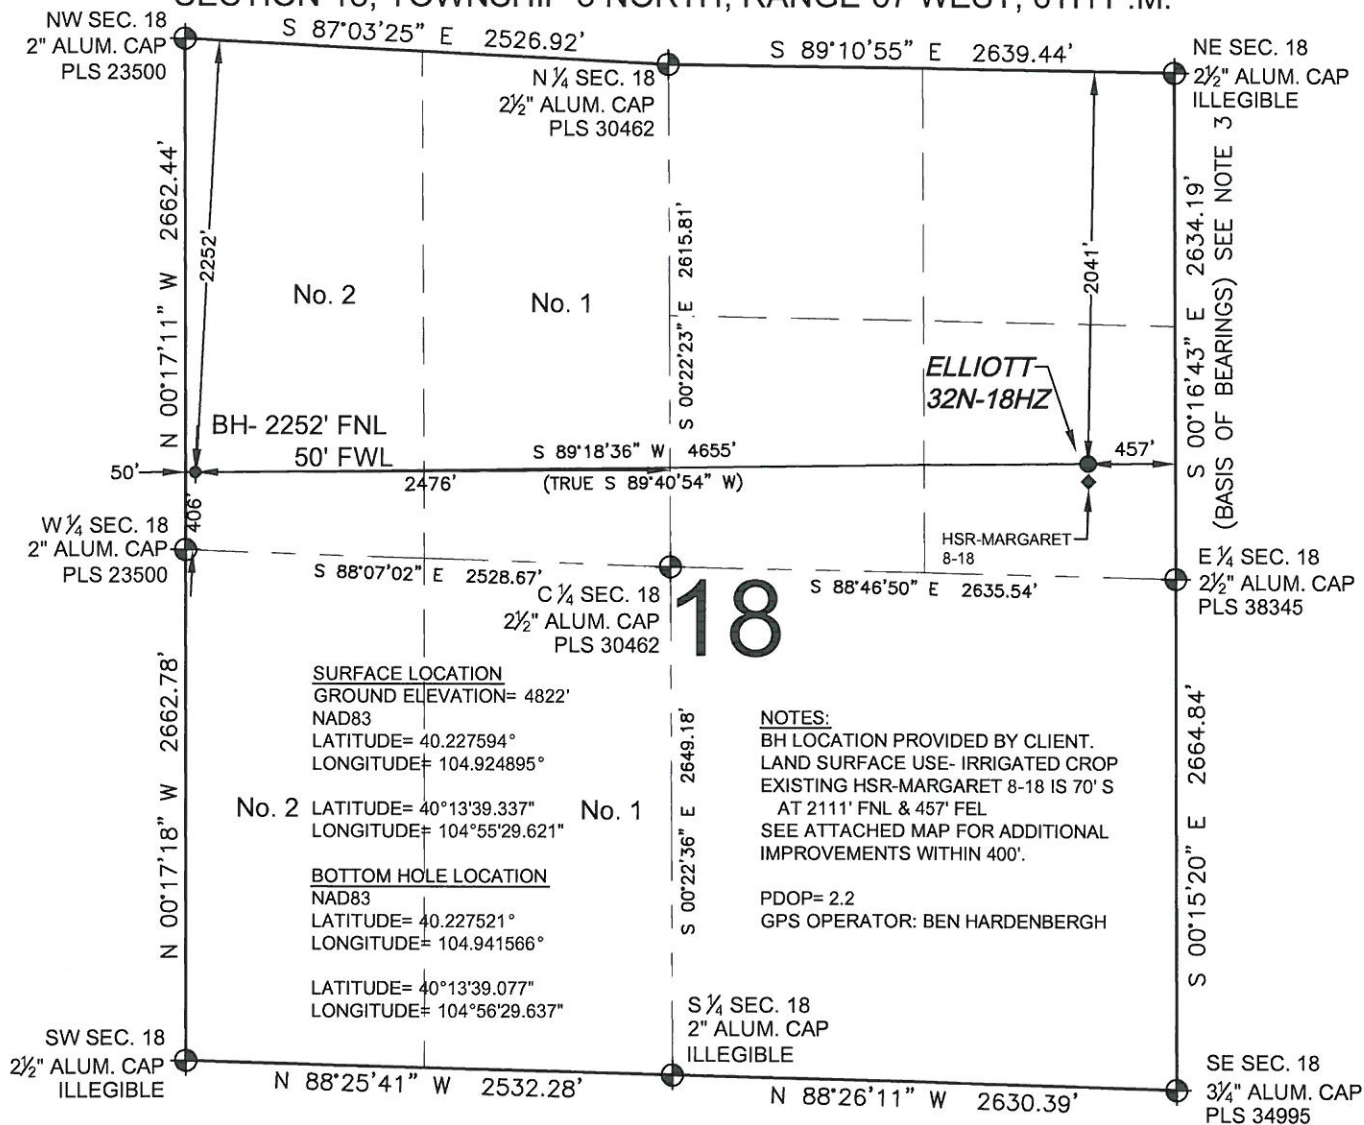 NW SEC. 18
2" ALUM. CAP
PLS 23500
S 87°03'25" E 2526.92'
N ¼ SEC. 18
2½" ALUM. CAP
PLS 30462
S 89°10'55" E 2639.44'
NE SEC. 18
2½" ALUM. CAP
ILLEGIBLE
N 00°17'11" W 2662.44'
2252'
No. 2
No. 1
S 00°22'23" E 2615.81'
2041'
S 00°16'43" E 2634.19'
(BASIS OF BEARINGS) SEE NOTE 3
ELLIOTT
32N-18HZ
BH- 2252' FNL
50' FWL
50'
S 89°18'36" W 4655'
(TRUE S 89°40'54" W)
2476'
457'
406'
HSR-MARGARET
8-18
W ¼ SEC. 18
2" ALUM. CAP
PLS 23500
S 88°07'02" E 2528.67'
C ¼ SEC. 18
2½" ALUM. CAP
PLS 30462
18
S 88°46'50" E 2635.54'
E ¼ SEC. 18
2½" ALUM. CAP
PLS 38345
N 00°17'18" W 2662.78'
SURFACE LOCATION
GROUND ELEVATION= 4822'
NAD83
LATITUDE= 40.227594°
LONGITUDE= 104.924895°
LATITUDE= 40°13'39.337"
LONGITUDE= 104°55'29.621"
No. 2
No. 1
BOTTOM HOLE LOCATION
NAD83
LATITUDE= 40.227521°
LONGITUDE= 104.941566°
LATITUDE= 40°13'39.077"
LONGITUDE= 104°56'29.637"
S 00°22'36" E 2649.18'
NOTES:
BH LOCATION PROVIDED BY CLIENT.
LAND SURFACE USE- IRRIGATED CROP
EXISTING HSR-MARGARET 8-18 IS 70' S
AT 2111' FNL & 457' FEL
SEE ATTACHED MAP FOR ADDITIONAL
IMPROVEMENTS WITHIN 400'.
PDOP= 2.2
GPS OPERATOR: BEN HARDENBERGH
S 00°15'20" E 2664.84'
SW SEC. 18
2½" ALUM. CAP
ILLEGIBLE
N 88°25'41" W 2532.28'
S ¼ SEC. 18
2" ALUM. CAP
ILLEGIBLE
N 88°26'11" W 2630.39'
SE SEC. 18
3¼" ALUM. CAP
PLS 34995